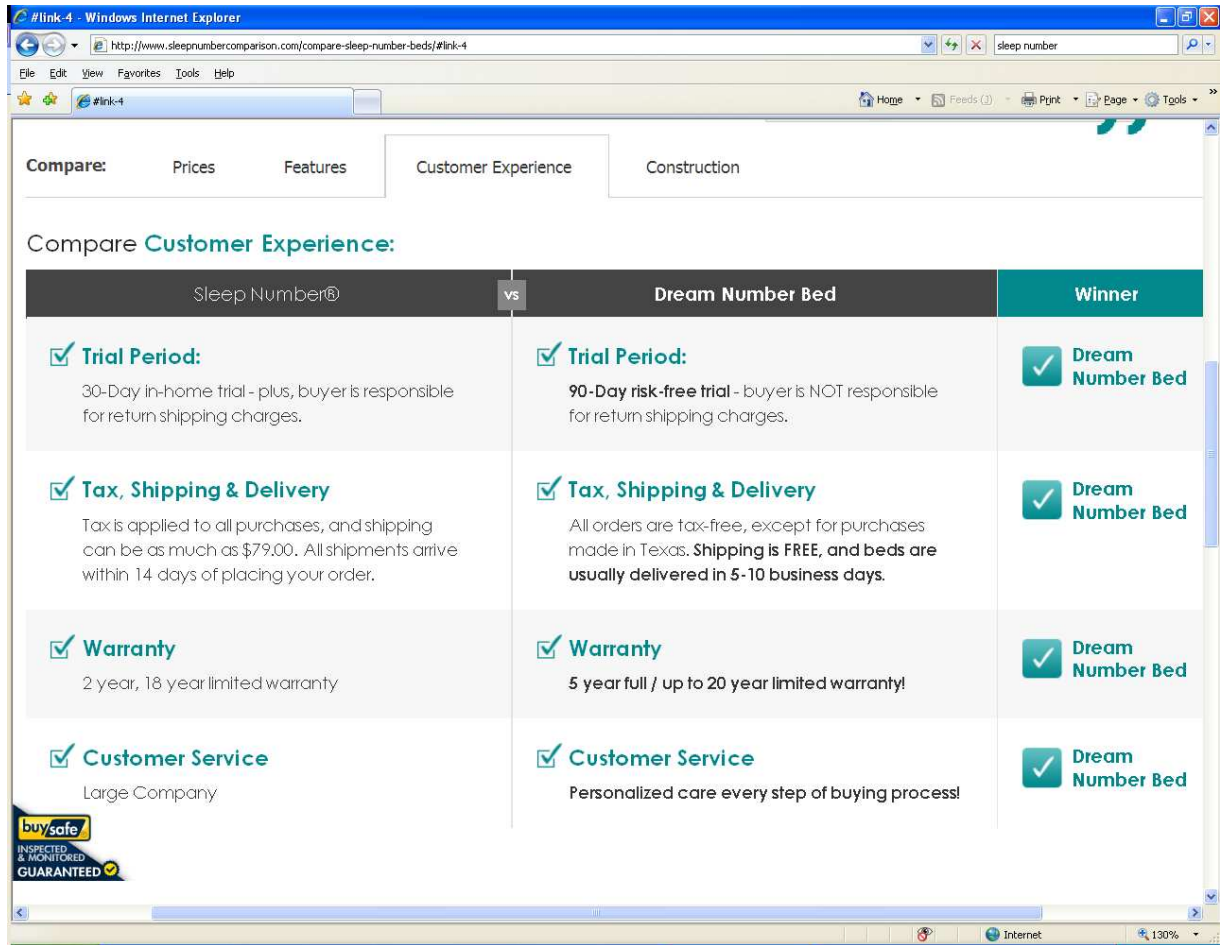 #link-4 - Windows Internet Explorer
http://www.sleepnumbercomparison.com/compare-sleep-number-beds/#link-4
sleep number
File Edit View Favorites Tools Help
#link-4
Home Feeds (J) Print Page Tools »
Compare: Prices Features Customer Experience Construction
Compare Customer Experience:
Sleep Number® vs Dream Number Bed Winner
Trial Period:
30-Day in-home trial - plus, buyer is responsible
for return shipping charges.
Trial Period:
90-Day risk-free trial - buyer is NOT responsible
for return shipping charges.
Dream
Number Bed
Tax, Shipping & Delivery
Tax is applied to all purchases, and shipping
can be as much as $79.00. All shipments arrive
within 14 days of placing your order.
Tax, Shipping & Delivery
All orders are tax-free, except for purchases
made in Texas. Shipping is FREE, and beds are
usually delivered in 5-10 business days.
Dream
Number Bed
Warranty
2 year, 18 year limited warranty
Warranty
5 year full / up to 20 year limited warranty!
Dream
Number Bed
Customer Service
Large Company
Customer Service
Personalized care every step of buying process!
Dream
Number Bed
buySafe
INSPECTED
& MONITORED
GUARANTEED
Internet 130%